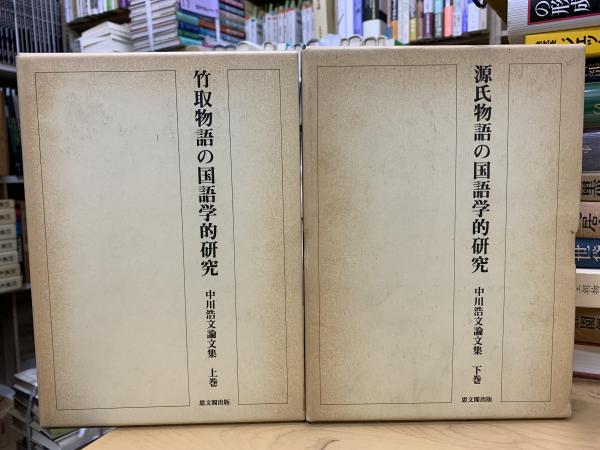 竹取物語の国語学的研究
中川浩文論文集 上巻
思文閣出版
源氏物語の国語学的研究
中川浩文論文集 下巻
思文閣出版